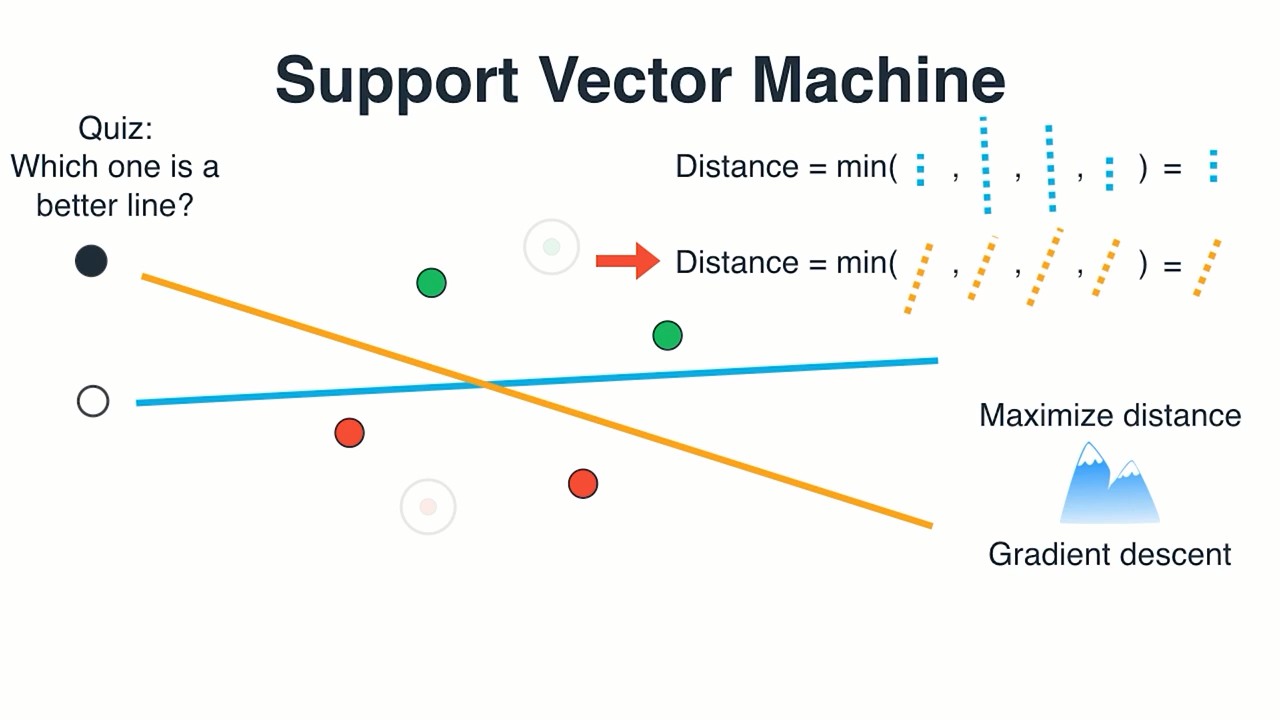 Support Vector Machine
Quiz:
Which one is a
better line?
Distance = min( , , , ) =
Distance = min( , , , ) =
Maximize distance
Gradient descent